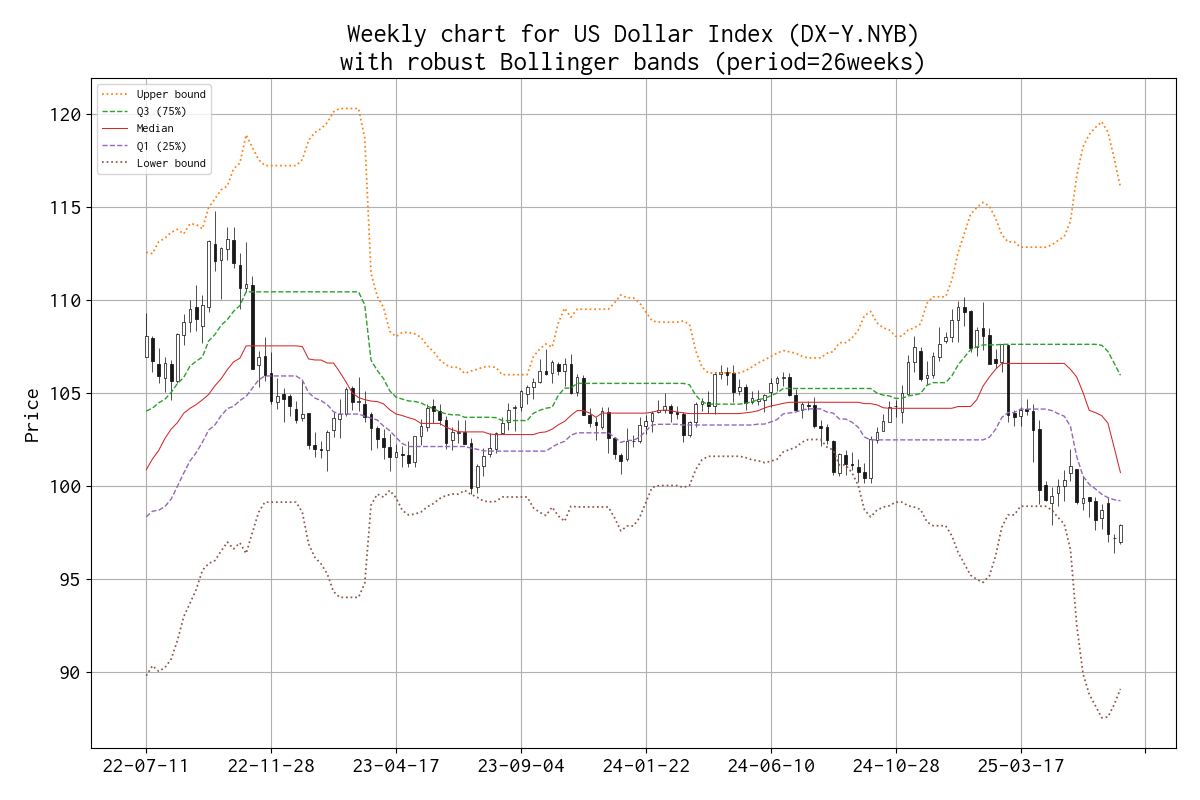 Weekly chart for US Dollar Index (DX-Y.NYB)
with robust Bollinger bands (period=26weeks)
Upper bound
Q3 (75%)
Median
Q1 (25%)
Lower bound
120
115
110
105
100
95
90
Price
22-07-11
22-11-28
23-04-17
23-09-04
24-01-22
24-06-10
24-10-28
25-03-17